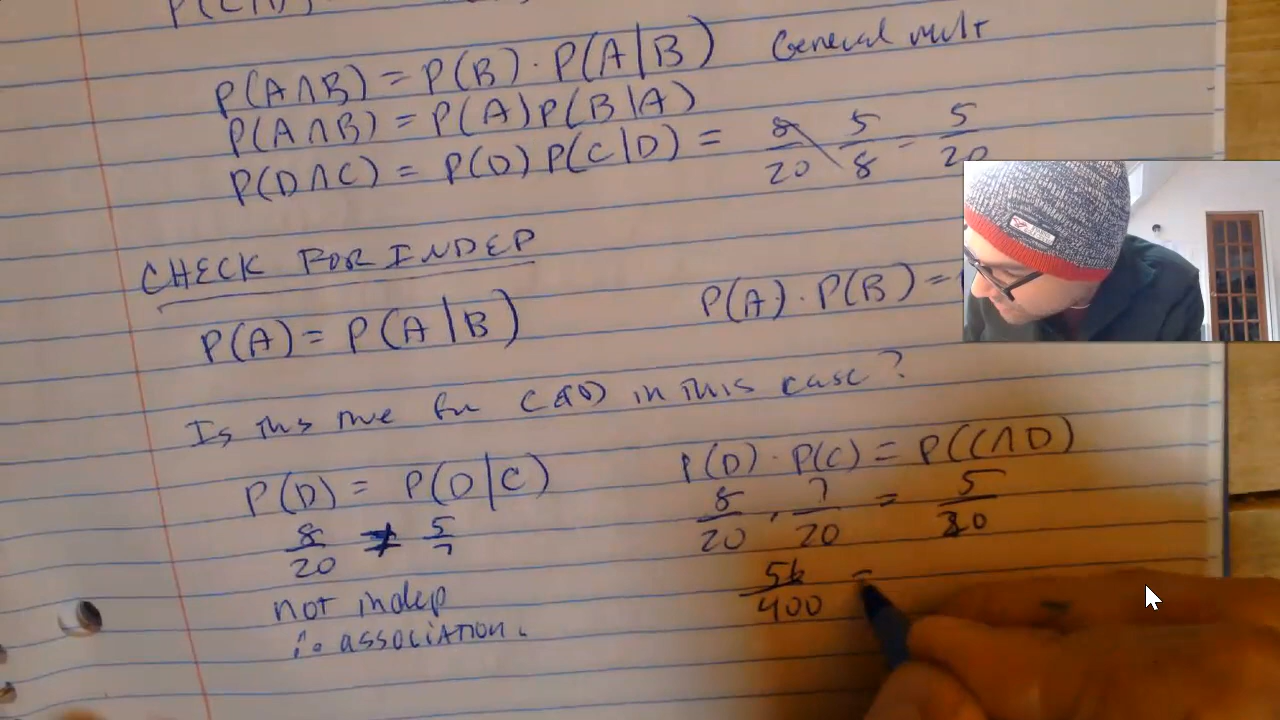 P(A∩B) = P(B) · P(A|B) General mult
P(A∩B) = P(A) P(B|A)
P(D∩C) = P(D) P(C|D) = 8/20 5/8 = 5/20
CHECK FOR INDEP
P(A) = P(A|B)
P(A) · P(B) =
Is this true for C&D in this case?
P(D) = P(D|C)
8/20 ≠ 5/7
not indep
∴ association.
P(D) · P(C) = P(C∩D)
8/20 · 7/20 = 5/20
56/400 =